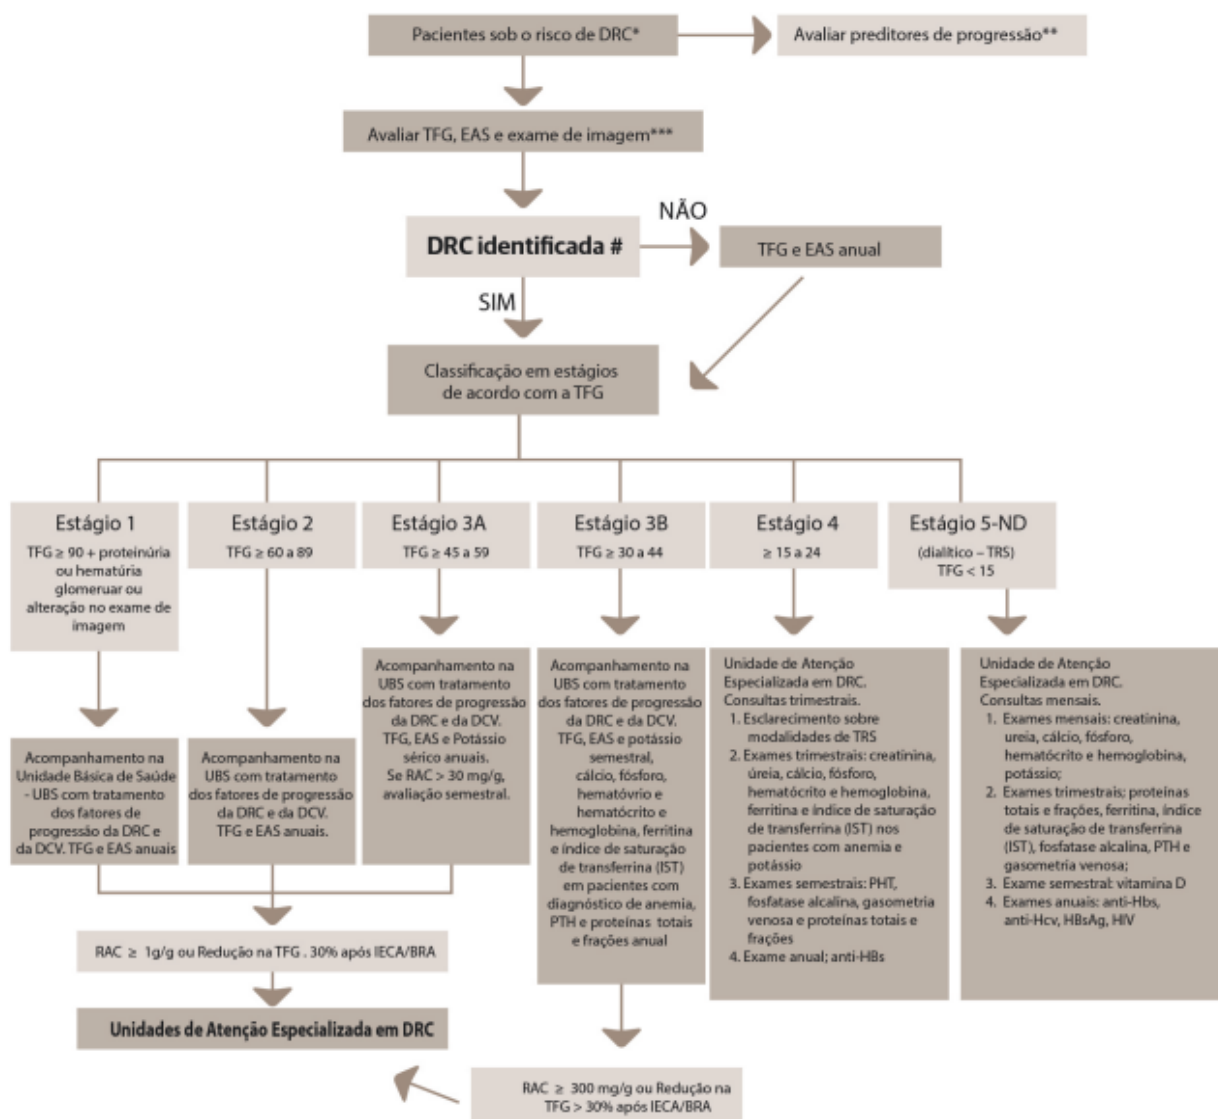 Pacientes sob o risco de DRC*
Avaliar preditores de progressão**
Avaliar TFG, EAS e exame de imagem***
DRC identificada #
NÃO
TFG e EAS anual
SIM
Classificação em estágios
de acordo com a TFG
Estágio 1
TFG ≥ 90 + proteinúria
ou hematúria
glomeruar ou
alteração no exame de
imagem
Estágio 2
TFG ≥ 60 a 89
Estágio 3A
TFG ≥ 45 a 59
Estágio 3B
TFG ≥ 30 a 44
Estágio 4
≥ 15 a 24
Estágio 5-ND
(dialítico – TRS)
TFG < 15
Acompanhamento na
Unidade Básica de Saúde
- UBS com tratamento
dos fatores de
progressão da DRC e
da DCV. TFG e EAS anuais
Acompanhamento na
UBS com tratamento
dos fatores de progressão
da DRC e da DCV.
TFG e EAS anuais.
Acompanhamento na
UBS com tratamento
dos fatores de progressão
da DRC e da DCV.
TFG, EAS e Potássio
sérico anuais.
Se RAC > 30 mg/g,
avaliação semestral.
Acompanhamento na
UBS com tratamento
dos fatores de progressão
da DRC e da DCV.
TFG, EAS e potássio
semestral,
cálcio, fósforo,
hematóvrio e
hematócrito e
hemoglobina, ferritina
e índice de saturação
de transferrina (IST)
em pacientes com
diagnóstico de anemia,
PTH e proteínas totais
e frações anual
Unidade de Atenção
Especializada em DRC.
Consultas trimestrais.
1. Esclarecimento sobre
modalidades de TRS
2. Exames trimestrais: creatinina,
úreia, cálcio, fósforo,
hematócrito e hemoglobina,
ferritina e índice de saturação
de transferrina (IST) nos
pacientes com anemia e
potássio
3. Exames semestrais: PHT,
fosfatase alcalina, gasometria
venosa e proteínas totais e
frações
4. Exame anual; anti-HBs
Unidade de Atenção
Especializada em DRC.
Consultas mensais.
1. Exames mensais: creatinina,
ureia, cálcio, fósforo,
hematócrito e hemoglobina,
potássio;
2. Exames trimestrais; proteínas
totais e frações, ferritina, índice
de saturação de transferrina
(IST), fosfatase alcalina, PTH e
gasometria venosa;
3. Exame semestral: vitamina D
4. Exames anuais: anti-Hbs,
anti-Hcv, HBsAg, HIV
RAC ≥ 1g/g ou Redução na TFG . 30% após IECA/BRA
Unidades de Atenção Especializada em DRC
RAC ≥ 300 mg/g ou Redução na
TFG > 30% após IECA/BRA